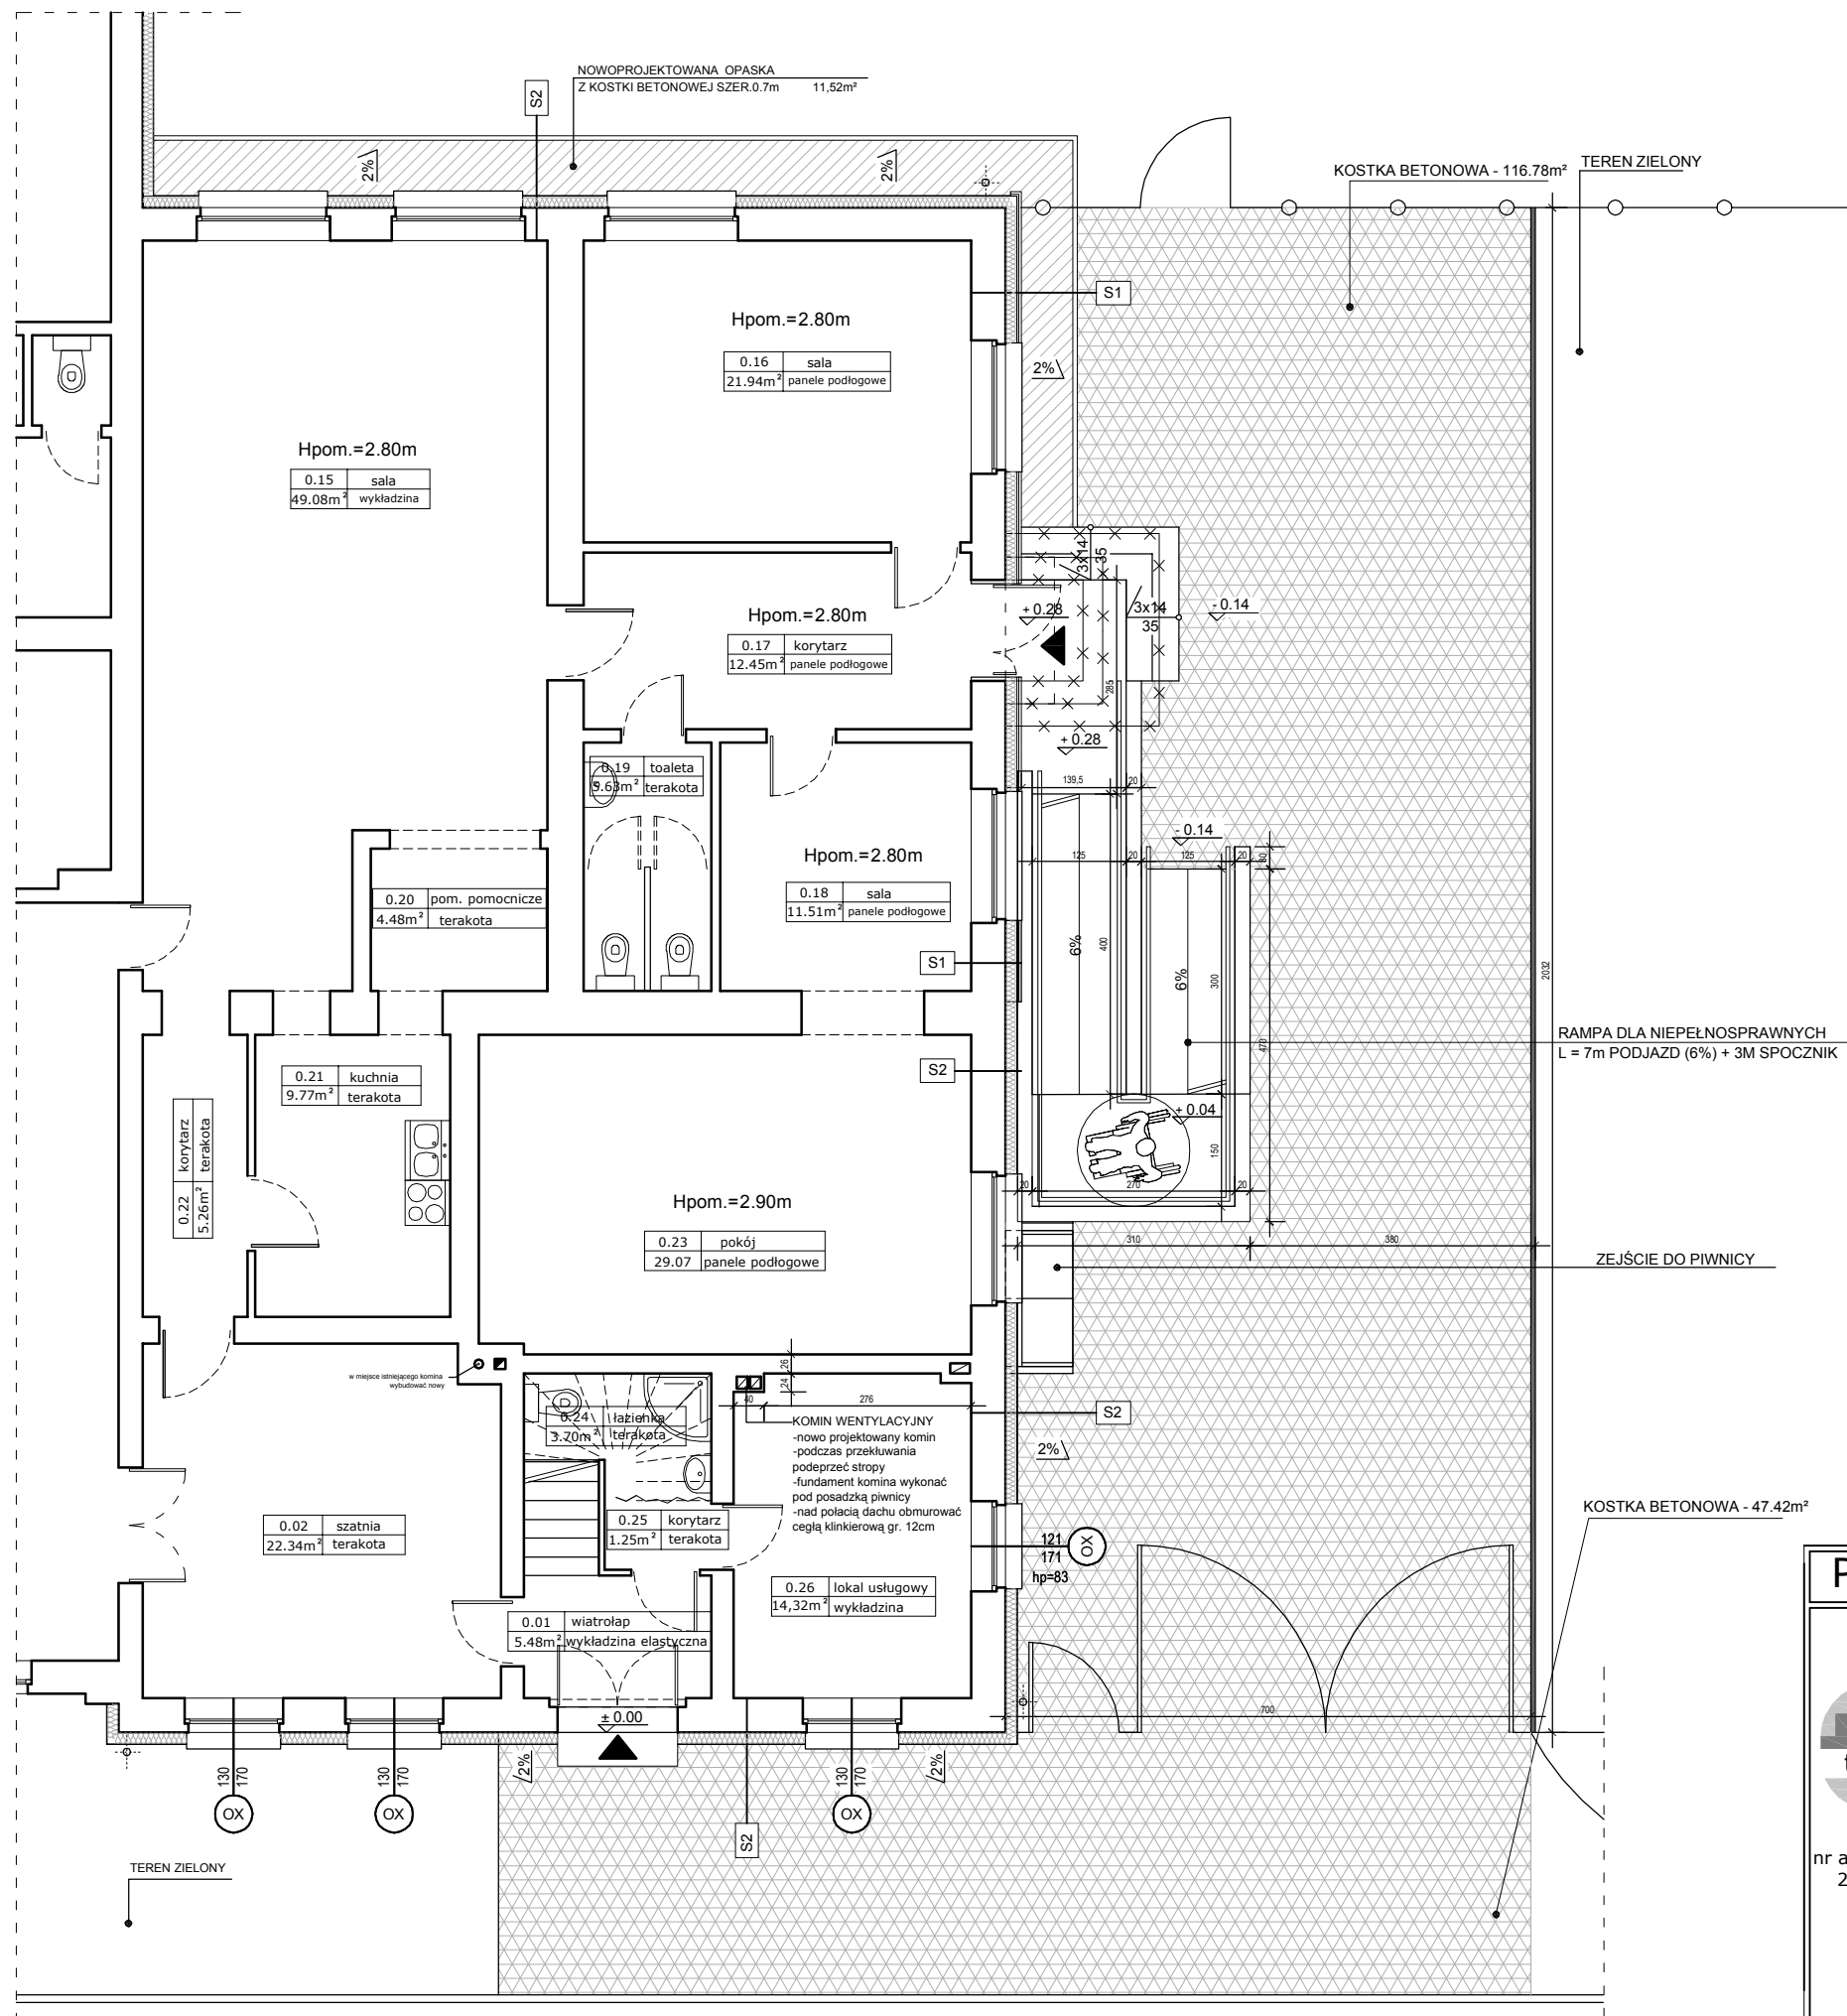 NOWOPROJEKTOWANA OPASKA
Z KOSTKI BETONOWEJ SZER.0.7m 11,52m²
S2
2%
2%
KOSTKA BETONOWA - 116.78m²
TEREN ZIELONY
S1
Hpom.=2.80m
0.16 sala
21.94m² panele podłogowe
2%
Hpom.=2.80m
0.15 sala
49.08m² wykładzina
3x14
35
+0.28
3x14
35
-0.14
Hpom.=2.80m
0.17 korytarz
12.45m² panele podłogowe
285
+0.28
0.19 toaleta
5.63m² terakota
139,5
20
-0.14
125
20
125
20
30
Hpom.=2.80m
0.18 sala
11.51m² panele podłogowe
0.20 pom. pomocnicze
4.48m² terakota
6%
400
6%
300
470
2032
S1
RAMPA DLA NIEPEŁNOSPRAWNYCH
L = 7m PODJAZD (6%) + 3M SPOCZNIK
S2
0.21 kuchnia
9.77m² terakota
0.22 korytarz
5.26m² terakota
+0.04
150
20
270
20
Hpom.=2.90m
0.23 pokój
29.07 panele podłogowe
310
380
ZEJŚCIE DO PIWNICY
w miejsce istniejącego komina
wybudować nowy
26
24
40
276
0.24 łazienka
3.70m² terakota
KOMIN WENTYLACYJNY
-nowo projektowany komin
-podczas przekłuwania
podeprzeć stropy
-fundament komina wykonać
pod posadzką piwnicy
-nad połacią dachu obmurować
cegłą klinkierową gr. 12cm
S2
2%
KOSTKA BETONOWA - 47.42m²
0.02 szatnia
22.34m² terakota
0.25 korytarz
1.25m² terakota
121
171
hp=83
OX
0.26 lokal usługowy
14,32m² wykładzina
0.01 wiatrołap
5.48m² wykładzina elastyczna
± 0.00
700
2%
2%
130
170
OX
130
170
OX
130
170
OX
S2
TEREN ZIELONY
P
nr a
2